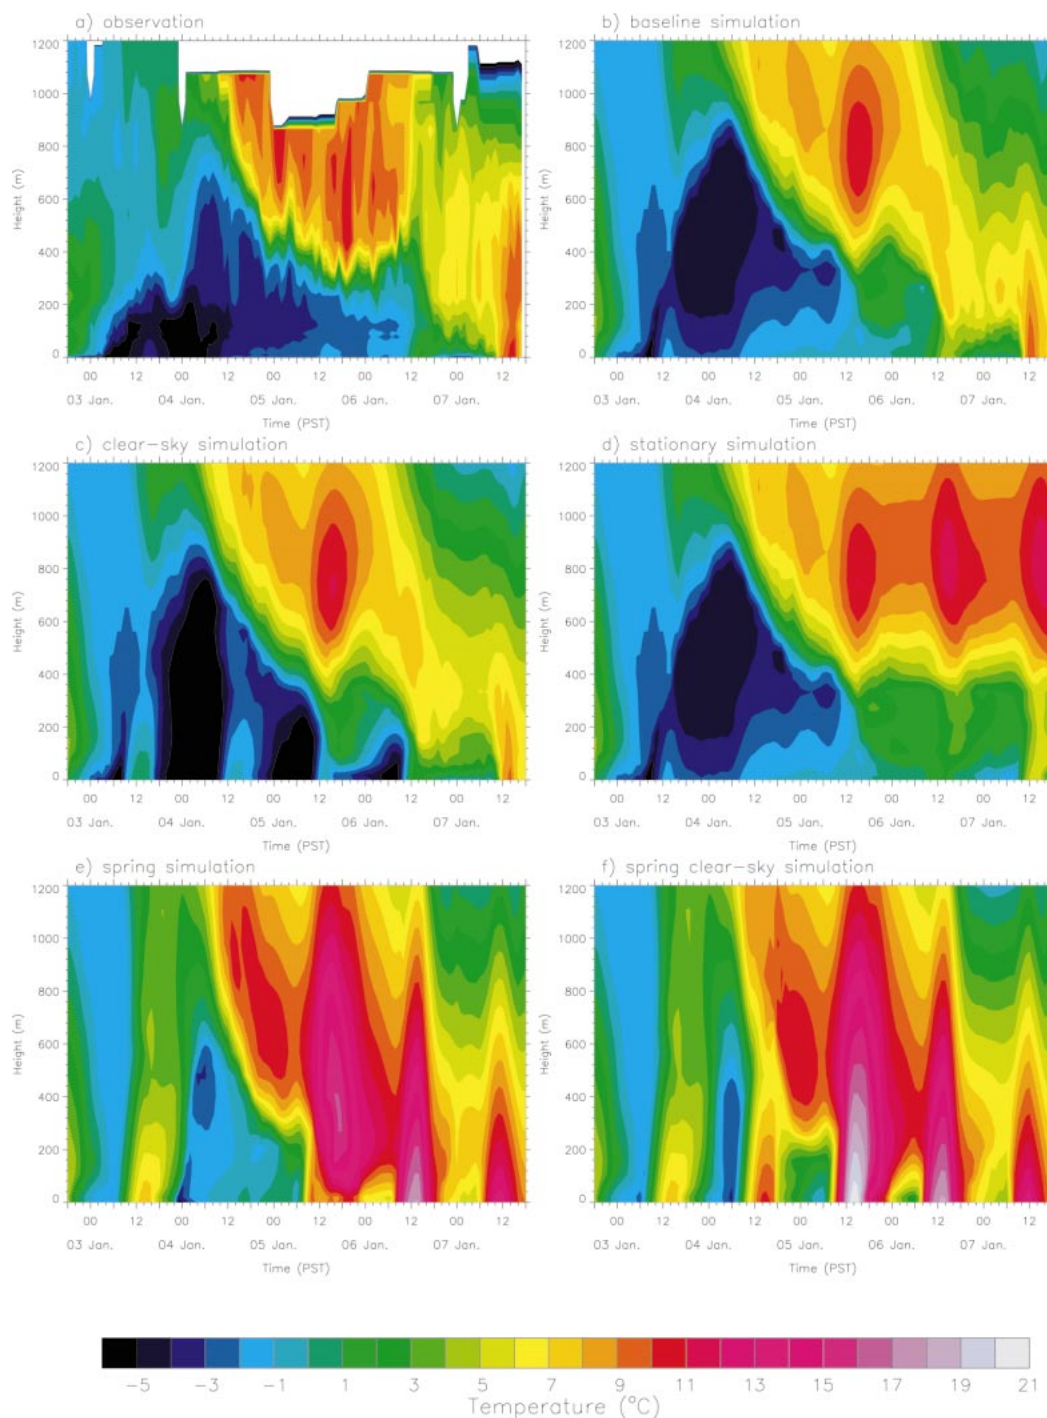 a) observation
b) baseline simulation
1200
1000
800
600
400
200
0
Height (m)
00 12 00 12 00 12 00 12 00 12
03 Jan. 04 Jan. 05 Jan. 06 Jan. 07 Jan.
Time (PST)
1200
1000
800
600
400
200
0
Height (m)
00 12 00 12 00 12 00 12 00 12
03 Jan. 04 Jan. 05 Jan. 06 Jan. 07 Jan.
Time (PST)
c) clear-sky simulation
d) stationary simulation
1200
1000
800
600
400
200
0
Height (m)
00 12 00 12 00 12 00 12 00 12
03 Jan. 04 Jan. 05 Jan. 06 Jan. 07 Jan.
Time (PST)
1200
1000
800
600
400
200
0
Height (m)
00 12 00 12 00 12 00 12 00 12
03 Jan. 04 Jan. 05 Jan. 06 Jan. 07 Jan.
Time (PST)
e) spring simulation
f) spring clear-sky simulation
1200
1000
800
600
400
200
0
Height (m)
00 12 00 12 00 12 00 12 00 12
03 Jan. 04 Jan. 05 Jan. 06 Jan. 07 Jan.
Time (PST)
1200
1000
800
600
400
200
0
Height (m)
00 12 00 12 00 12 00 12 00 12
03 Jan. 04 Jan. 05 Jan. 06 Jan. 07 Jan.
Time (PST)
-5 -3 -1 1 3 5 7 9 11 13 15 17 19 21
Temperature (°C)